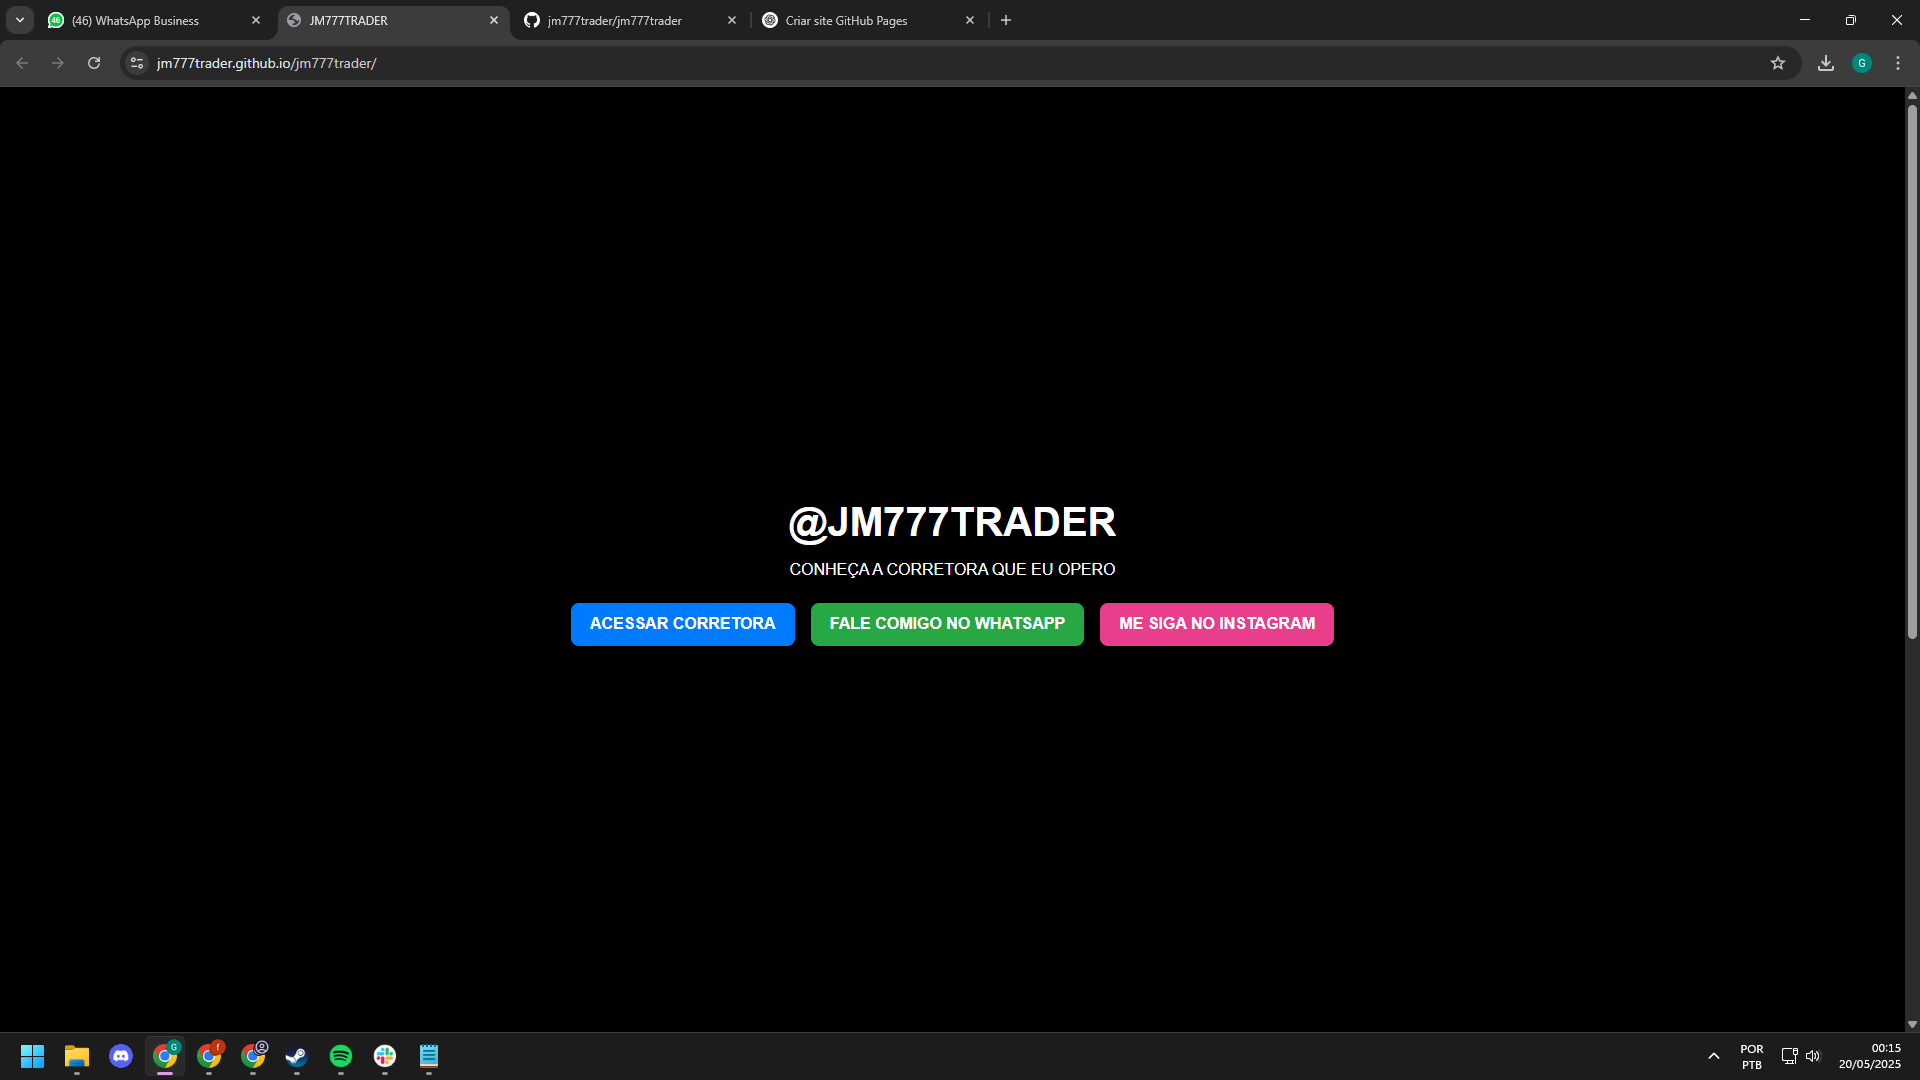 (46) WhatsApp Business
JM777TRADER
jm777trader/jm777trader
Criar site GitHub Pages
jm777trader.github.io/jm777trader/
G
@JM777TRADER
CONHEÇA A CORRETORA QUE EU OPERO
ACESSAR CORRETORA
FALE COMIGO NO WHATSAPP
ME SIGA NO INSTAGRAM
G
f
POR
PTB
00:15
20/05/2025